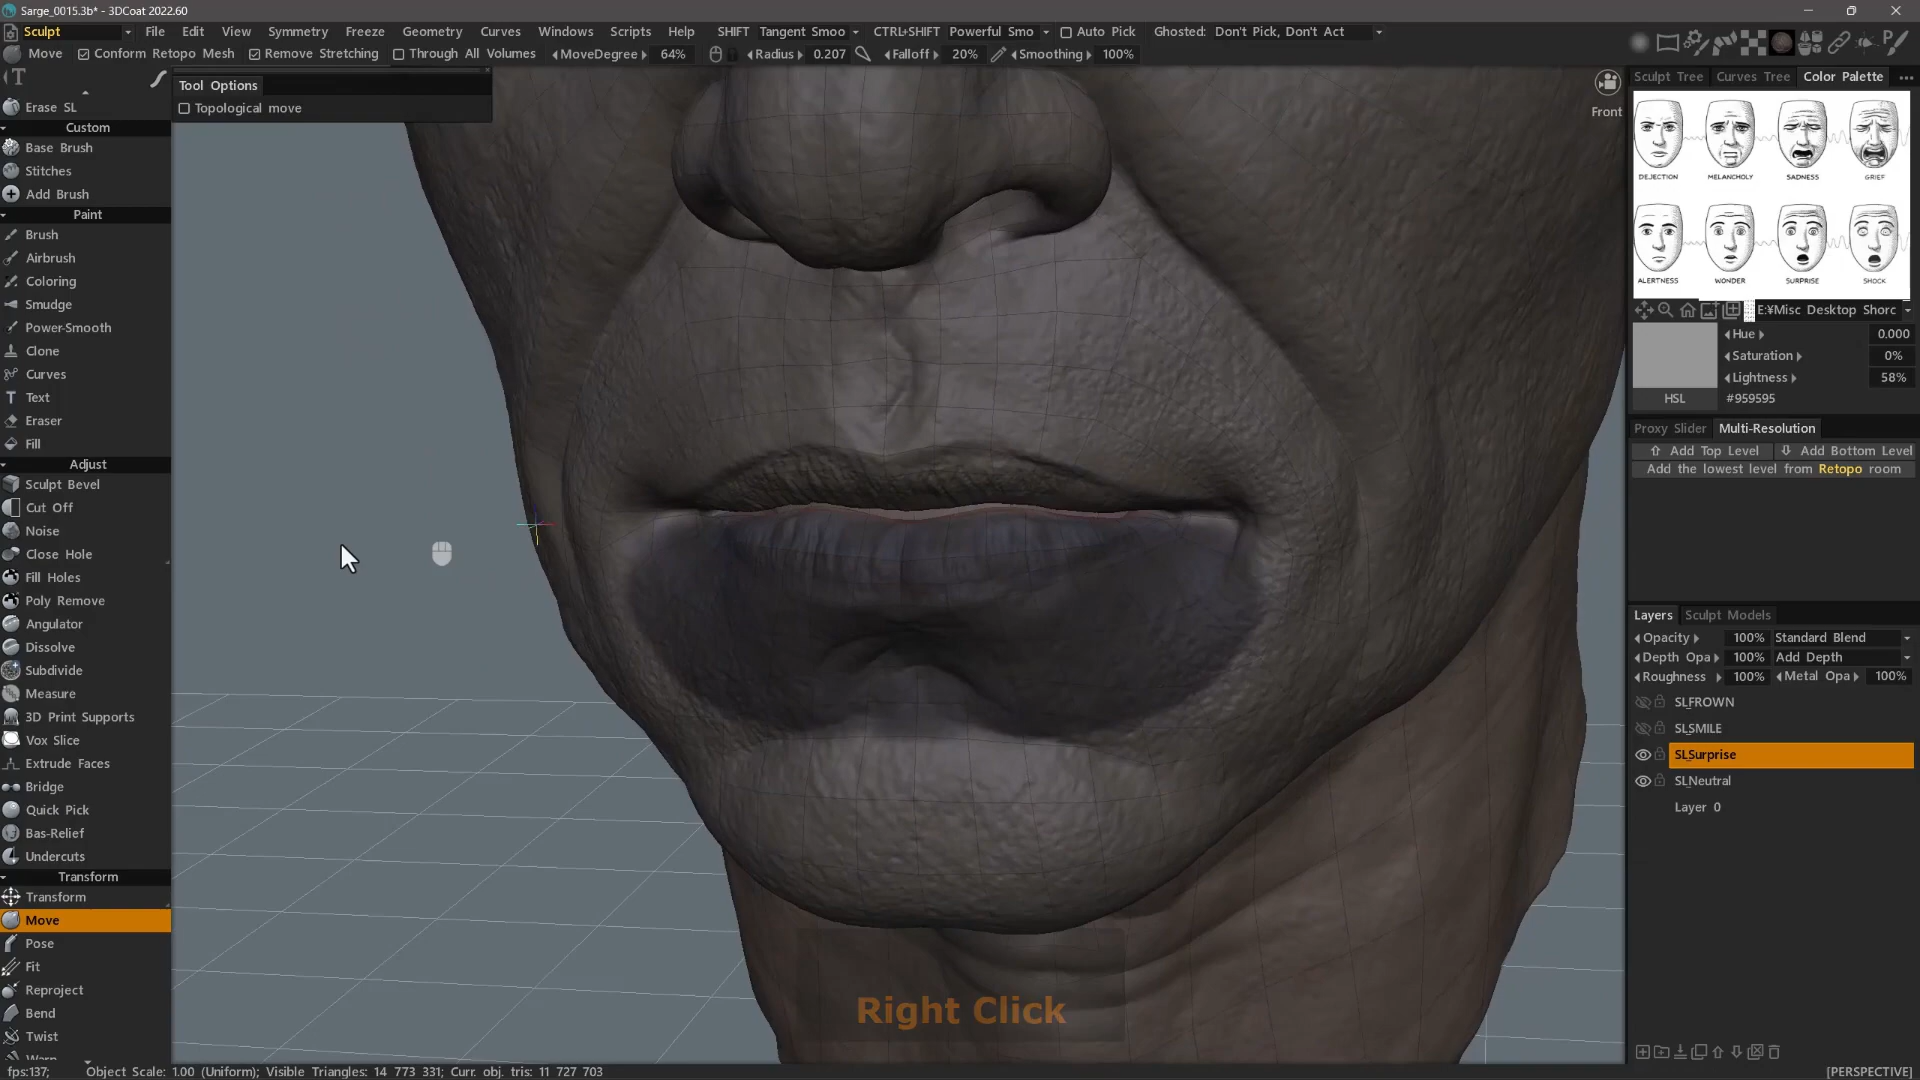 Sarge_0015.3b* - 3DCoat 2022.60
Sculpt File Edit View Symmetry Freeze Geometry Curves Windows Scripts Help SHIFT Tangent Smoo CTRL+SHIFT Powerful Smo Auto Pick Ghosted: Don't Pick, Don't Act
Move Conform Retopo Mesh Remove Stretching Through All Volumes MoveDegree 64% Radius 0.207 Falloff 20% Smoothing 100%
Tool Options
Topological move
Erase SL
Custom
Base Brush
Stitches
Add Brush
Paint
Brush
Airbrush
Coloring
Smudge
Power-Smooth
Clone
Curves
Text
Eraser
Fill
Adjust
Sculpt Bevel
Cut Off
Noise
Close Hole
Fill Holes
Poly Remove
Angulator
Dissolve
Subdivide
Measure
3D Print Supports
Vox Slice
Extrude Faces
Bridge
Quick Pick
Bas-Relief
Undercuts
Transform
Transform
Move
Pose
Fit
Reproject
Bend
Twist
Warp
Front
Right Click
Sculpt Tree Curves Tree Color Palette
DEJECTION MELANCHOLY SADNESS GRIEF
ALERTNESS WONDER SURPRISE SHOCK
E:¥Misc Desktop Shorc
Hue 0.000
Saturation 0%
Lightness 58%
HSL #959595
Proxy Slider Multi-Resolution
Add Top Level Add Bottom Level
Add the lowest level from Retopo room
Layers Sculpt Models
Opacity 100% Standard Blend
Depth Opa 100% Add Depth
Roughness 100% Metal Opa 100%
SL_FROWN
SL_SMILE
SL_Surprise
SL_Neutral
Layer 0
fps:137; Object Scale: 1.00 (Uniform); Visible Triangles: 14 773 331; Curr. obj. tris: 11 727 703 [PERSPECTIVE]